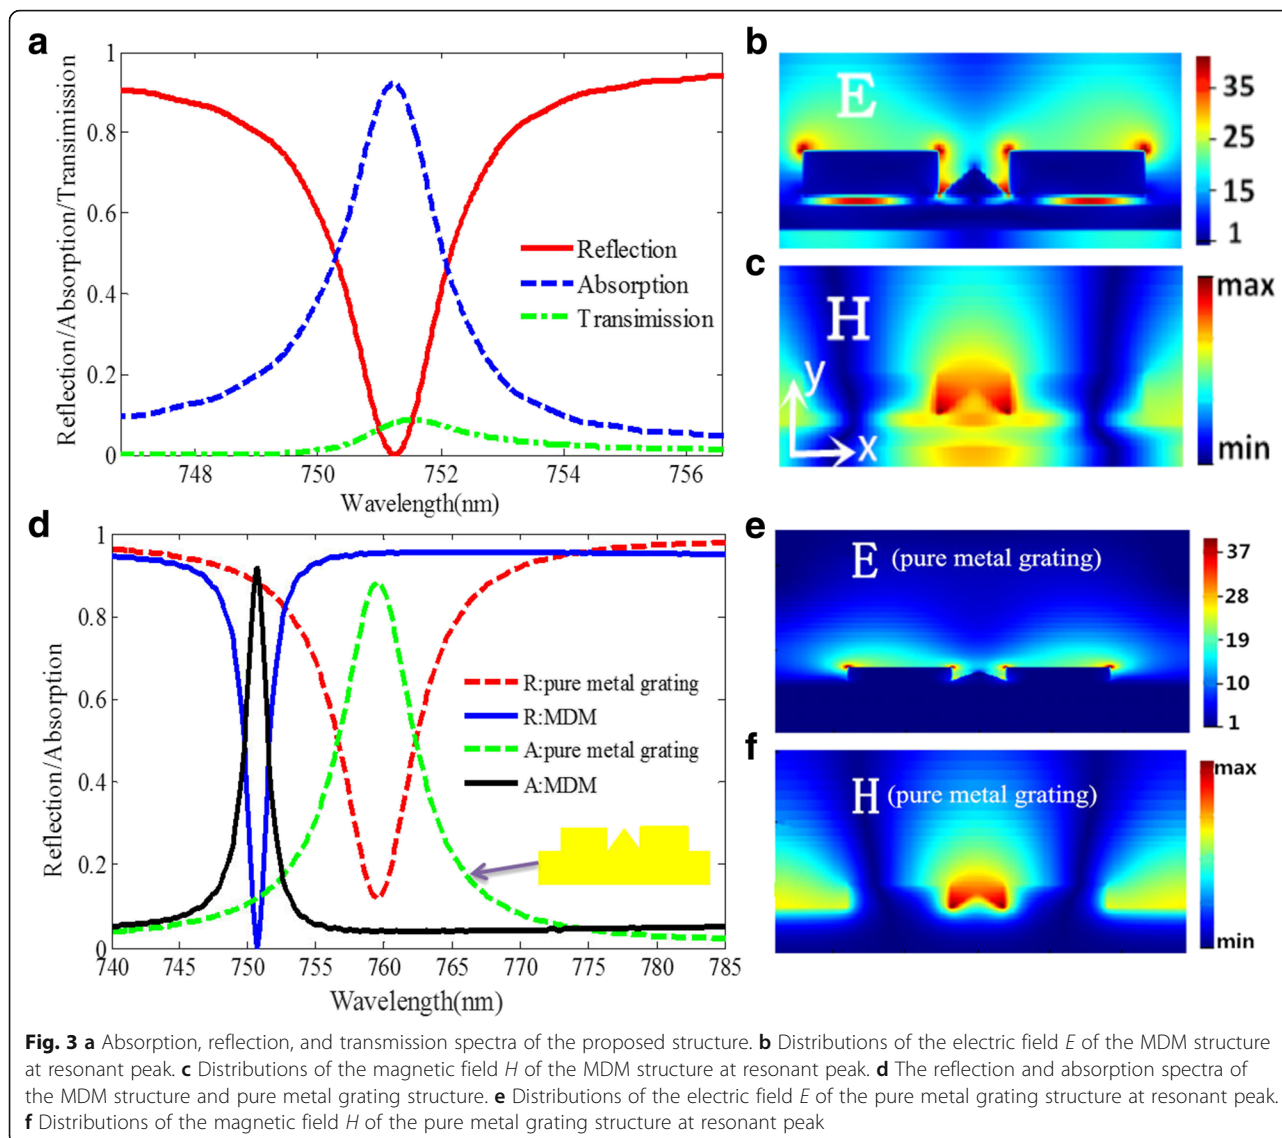 a
Reflection/Absorption/Transimission
1
0.8
0.6
0.4
0.2
0
748 750 752 754 756
Wavelength(nm)
Reflection
Absorption
Transimission
b
E
35
25
15
1
c
H
y
x
max
min
d
Reflection/Absorption
1
0.8
0.6
0.4
0.2
0
740 745 750 755 760 765 770 775 780 785
Wavelength(nm)
R:pure metal grating
R:MDM
A:pure metal grating
A:MDM
e
E (pure metal grating)
37
28
19
10
1
f
H (pure metal grating)
max
min
Fig. 3 a Absorption, reflection, and transmission spectra of the proposed structure. b Distributions of the electric field E of the MDM structure
at resonant peak. c Distributions of the magnetic field H of the MDM structure at resonant peak. d The reflection and absorption spectra of
the MDM structure and pure metal grating structure. e Distributions of the electric field E of the pure metal grating structure at resonant peak.
f Distributions of the magnetic field H of the pure metal grating structure at resonant peak